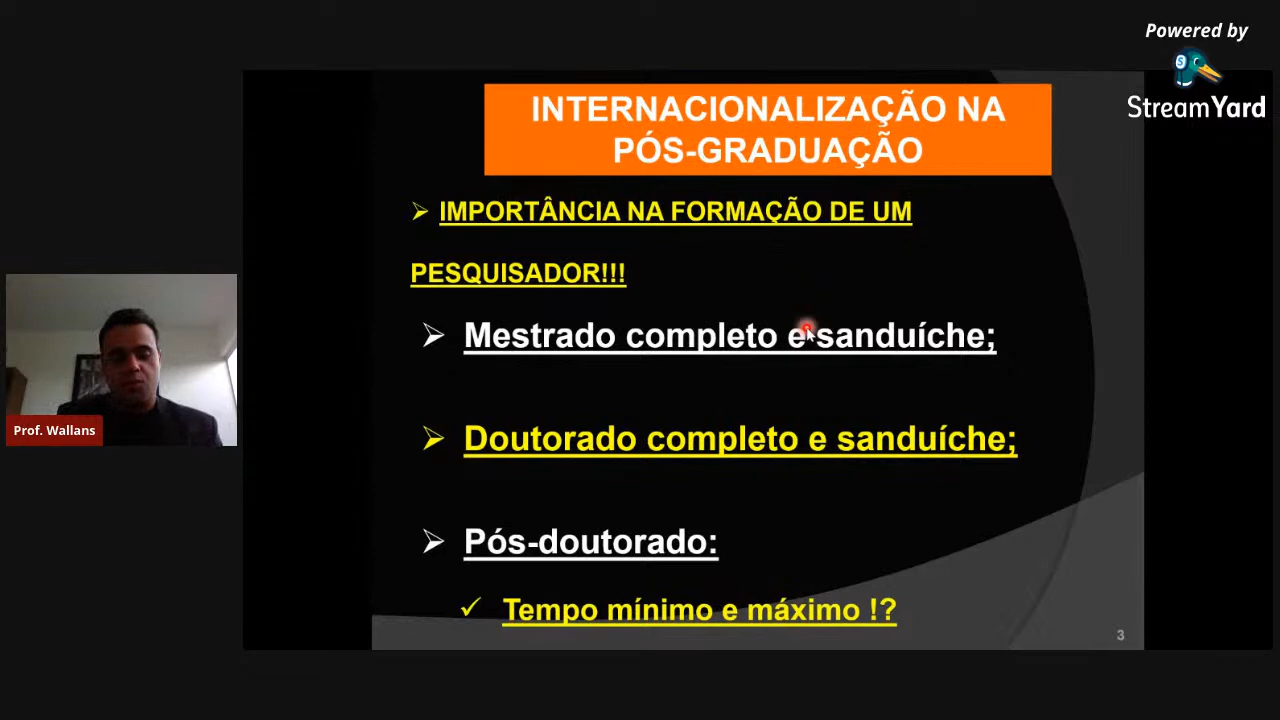 Powered by
StreamYard
INTERNACIONALIZAÇÃO NA
PÓS-GRADUAÇÃO
IMPORTÂNCIA NA FORMAÇÃO DE UM
PESQUISADOR!!!
Mestrado completo e sanduíche;
Doutorado completo e sanduíche;
Pós-doutorado:
Tempo mínimo e máximo !?
3
Prof. Wallans